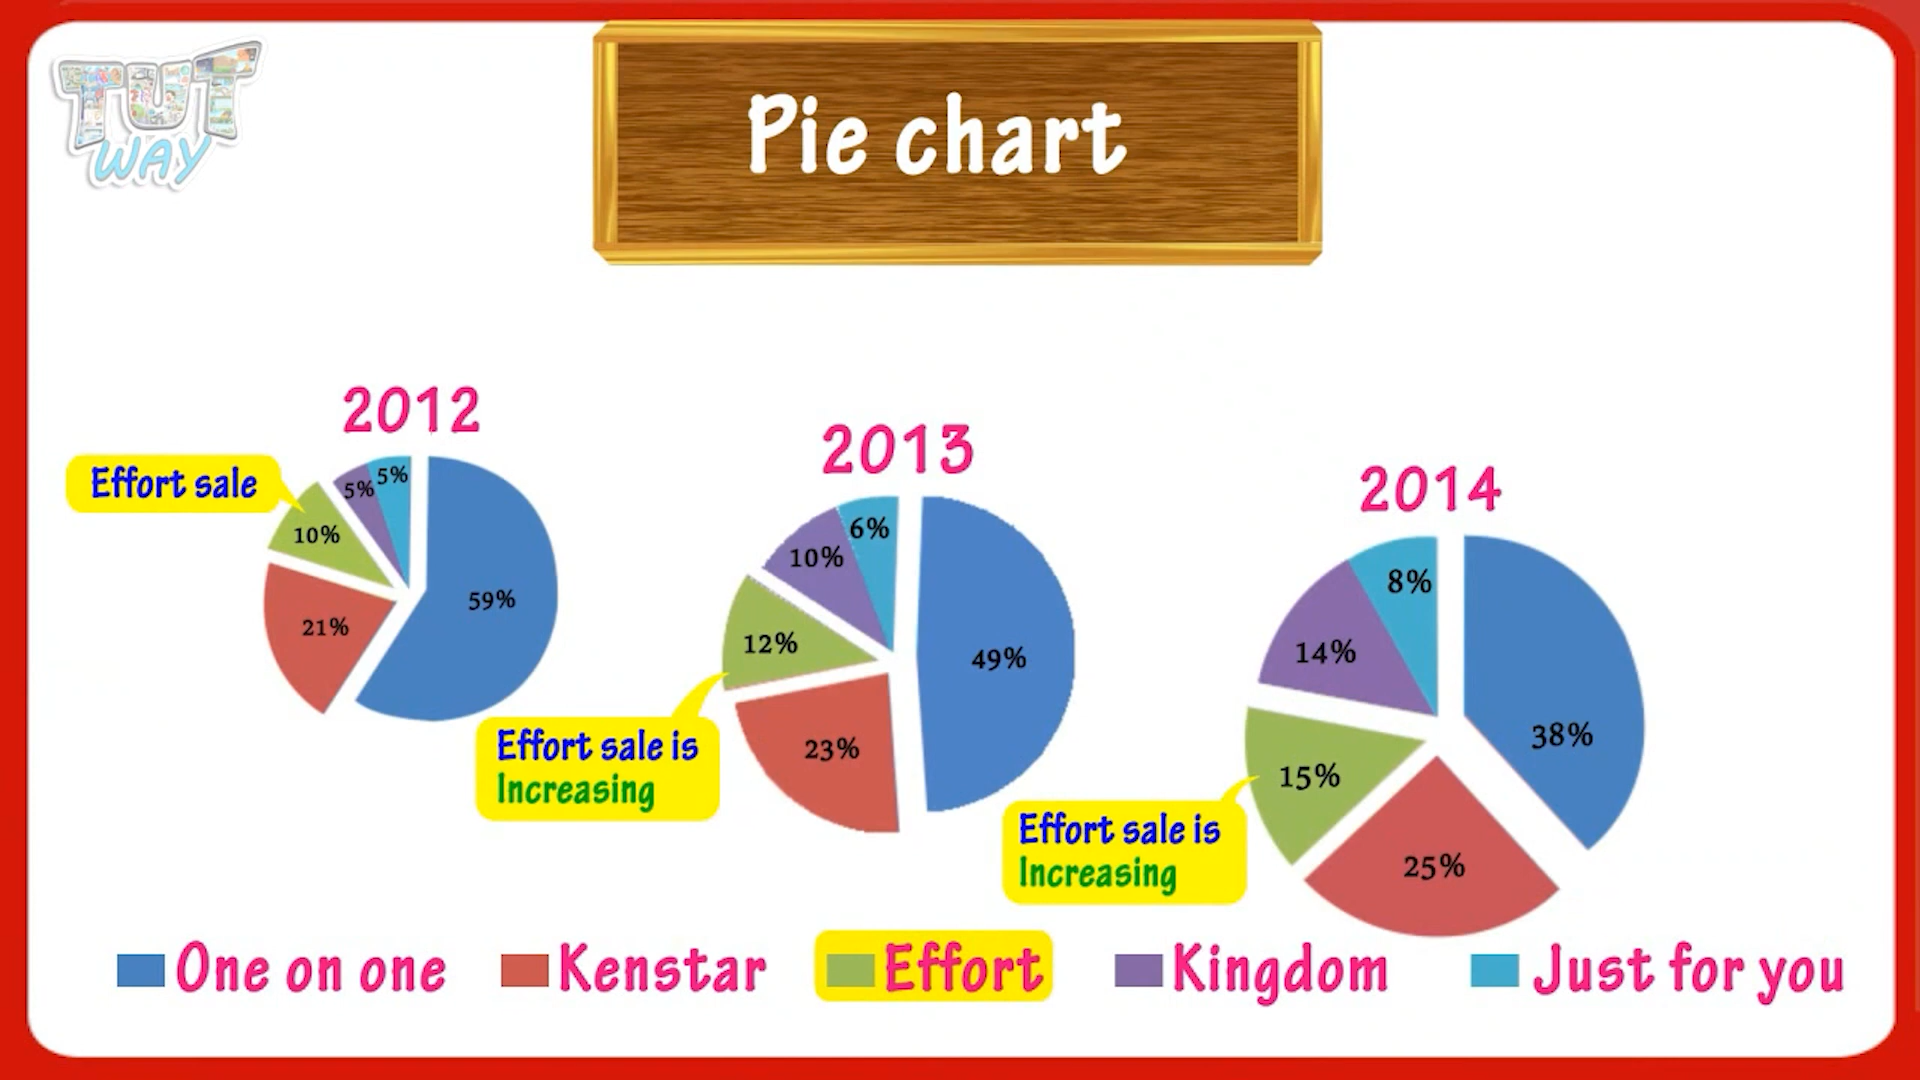 TUT
WAY
Pie chart
2012
Effort sale
5%
5%
10%
59%
21%
2013
6%
10%
12%
49%
23%
Effort sale is
Increasing
2014
8%
14%
38%
15%
25%
Effort sale is
Increasing
One on one
Kenstar
Effort
Kingdom
Just for you